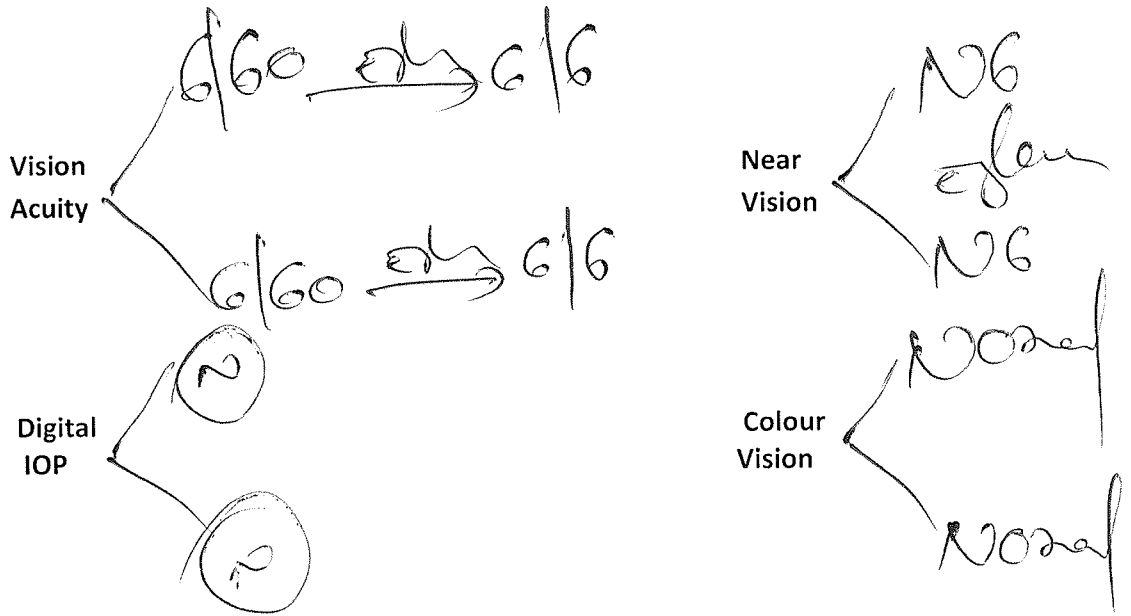 6/60 → 6/6
Vision
Acuity
6/60 → 6/6
N
Digital
IOP
N
N6
Near
Vision
N6
Normal
Colour
Vision
Normal